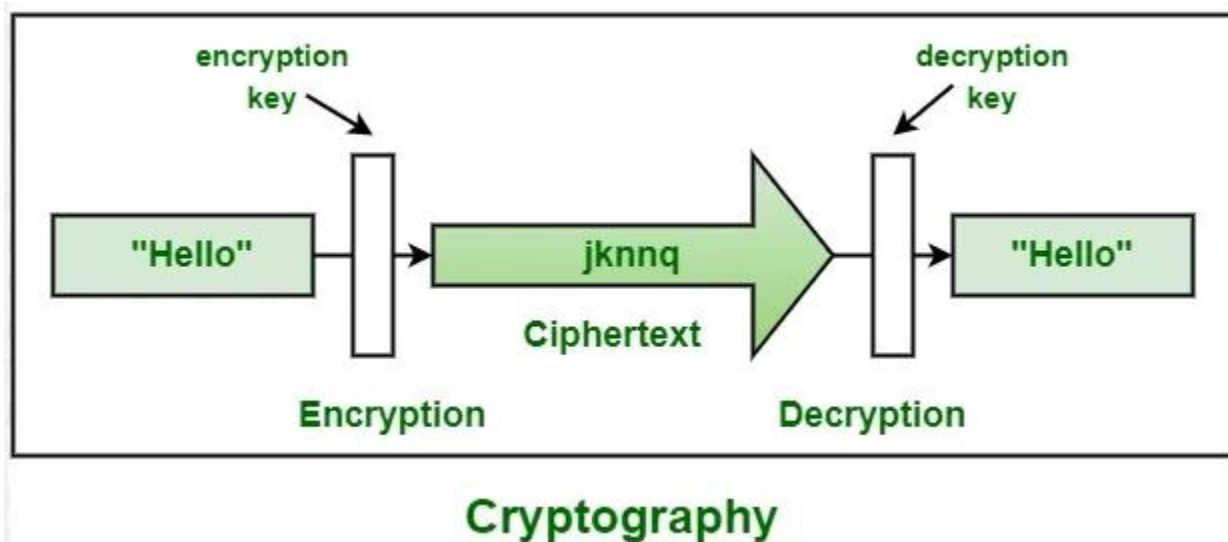 encryption
key
decryption
key
"Hello"
jknnq
"Hello"
Ciphertext
Encryption
Decryption
Cryptography